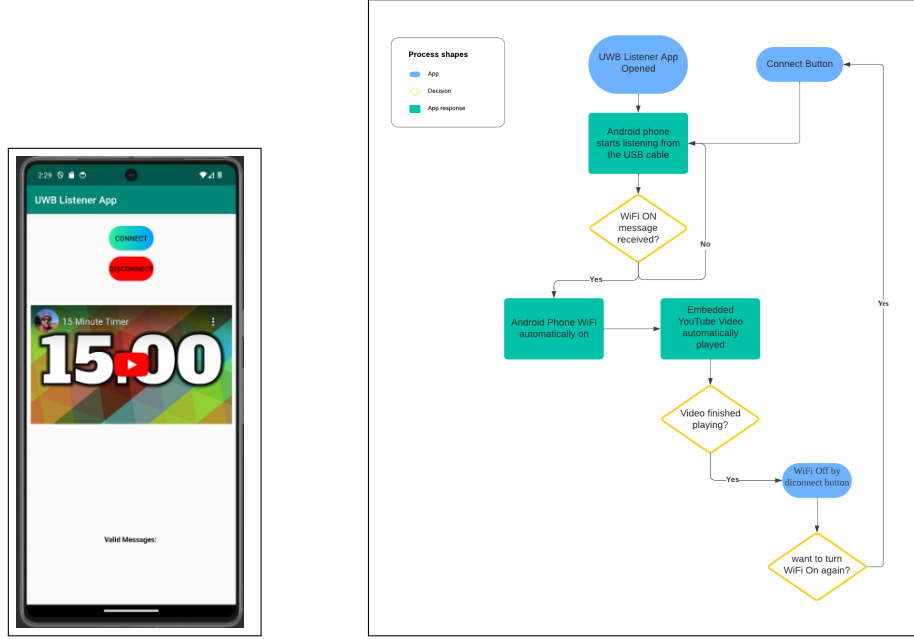 2:29
UWB Listener App
CONNECT
DISCONNECT
15 Minute Timer
15:00
Valid Messages:
Process shapes
App
Decision
App response
UWB Listener App
Opened
Connect Button
Android phone
starts listening from
the USB cable
WiFi ON
message
received?
No
Yes
Android Phone WiFi
automatically on
Embedded
YouTube Video
automatically
played
Yes
Video finished
playing?
Yes
WiFi Off by
diconnect button
want to turn
WiFi On again?